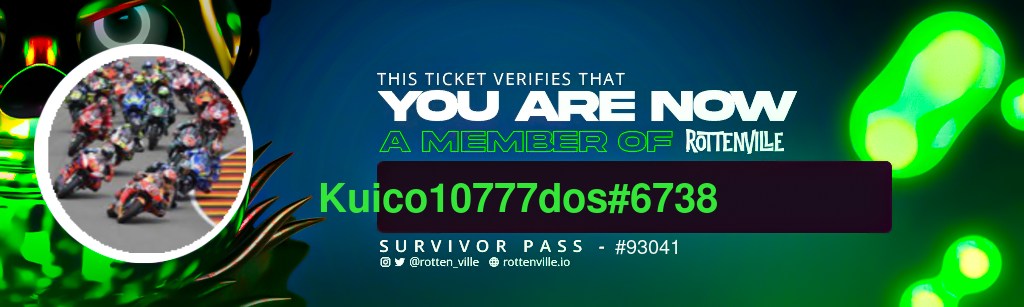 THIS TICKET VERIFIES THAT
YOU ARE NOW
A MEMBER OF ROTTENVILLE
Kuico10777dos#6738
SURVIVOR PASS - #93041
@rotten_ville rottenville.io